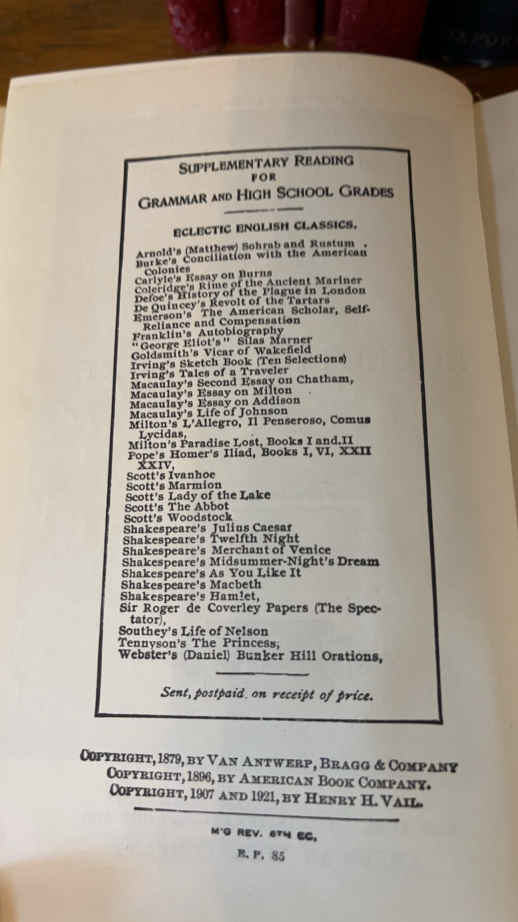 SUPPLEMENTARY READING
FOR
GRAMMAR AND HIGH SCHOOL GRADES
ECLECTIC ENGLISH CLASSICS.
Arnold's (Matthew) Sohrab and Rustum .
Burke's Conciliation with the American
Colonies
Carlyle's Essay on Burns
Coleridge's Rime of the Ancient Mariner
Defoe's History of the Plague in London
De Quincey's Revolt of the Tartars
Emerson's The American Scholar, Self-
Reliance and Compensation
Franklin's Autobiography
"George Eliot's" Silas Marner
Goldsmith's Vicar of Wakefield
Irving's Sketch Book (Ten Selections)
Irving's Tales of a Traveler
Macaulay's Second Essay on Chatham,
Macaulay's Essay on Milton
Macaulay's Essay on Addison
Macaulay's Life of Johnson
Milton's L'Allegro, Il Penseroso, Comus
Lycidas,
Milton's Paradise Lost, Books I and II
Pope's Homer's Iliad, Books I, VI, XXII
XXIV,
Scott's Ivanhoe
Scott's Marmion
Scott's Lady of the Lake
Scott's The Abbot
Scott's Woodstock
Shakespeare's Julius Caesar
Shakespeare's Twelfth Night
Shakespeare's Merchant of Venice
Shakespeare's Midsummer-Night's Dream
Shakespeare's As You Like It
Shakespeare's Macbeth
Shakespeare's Hamlet,
Sir Roger de Coverley Papers (The Spec-
tator),
Southey's Life of Nelson
Tennyson's The Princess,
Webster's (Daniel) Bunker Hill Orations,
Sent, postpaid, on receipt of price.
COPYRIGHT, 1879, BY VAN ANTWERP, BRAGG & COMPANY
COPYRIGHT, 1896, BY AMERICAN BOOK COMPANY.
COPYRIGHT, 1907 AND 1921, BY HENRY H. VAIL.
M'G REV. 6TH EC,
E. P. 85